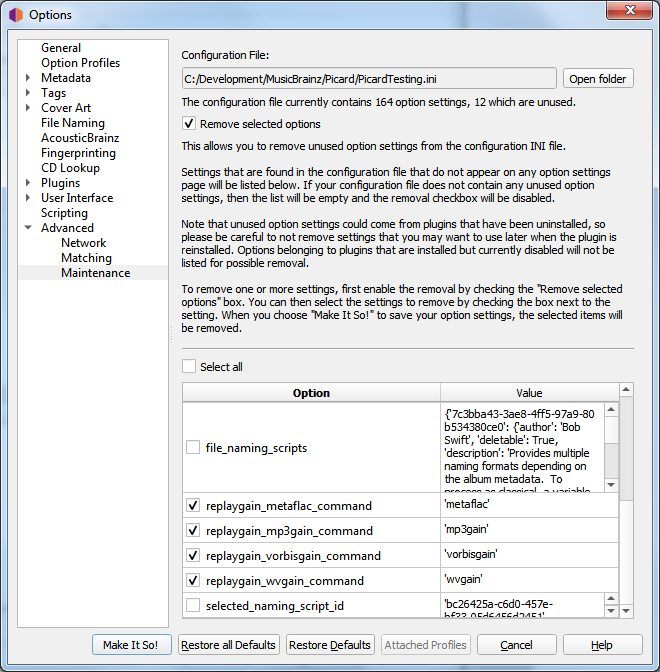 Options
General
Option Profiles
Metadata
Tags
Cover Art
File Naming
AcousticBrainz
Fingerprinting
CD Lookup
Plugins
User Interface
Scripting
Advanced
Network
Matching
Maintenance
Configuration File:
C:/Development/MusicBrainz/Picard/PicardTesting.ini
Open folder
The configuration file currently contains 164 option settings, 12 which are unused.
Remove selected options
This allows you to remove unused option settings from the configuration INI file.
Settings that are found in the configuration file that do not appear on any option settings
page will be listed below. If your configuration file does not contain any unused option
settings, then the list will be empty and the removal checkbox will be disabled.
Note that unused option settings could come from plugins that have been uninstalled, so
please be careful to not remove settings that you may want to use later when the plugin is
reinstalled. Options belonging to plugins that are installed but currently disabled will not be
listed for possible removal.
To remove one or more settings, first enable the removal by checking the "Remove selected
options" box. You can then select the settings to remove by checking the box next to the
setting. When you choose "Make It So!" to save your option settings, the selected items will
be removed.
Select all
Option
Value
file_naming_scripts
{'7c3bba43-3ae8-4ff5-97a9-80
b534380ce0': {'author': 'Bob
Swift', 'deletable': True,
'description': 'Provides multiple
naming formats depending on
the album metadata.  To
process as classical, a variable
replaygain_metaflac_command
'metaflac'
replaygain_mp3gain_command
'mp3gain'
replaygain_vorbisgain_command
'vorbisgain'
replaygain_wvgain_command
'wvgain'
selected_naming_script_id
'bc26425a-c6d0-457e-
bf33-05d6456d2451'
Make It So!
Restore all Defaults
Restore Defaults
Attached Profiles
Cancel
Help